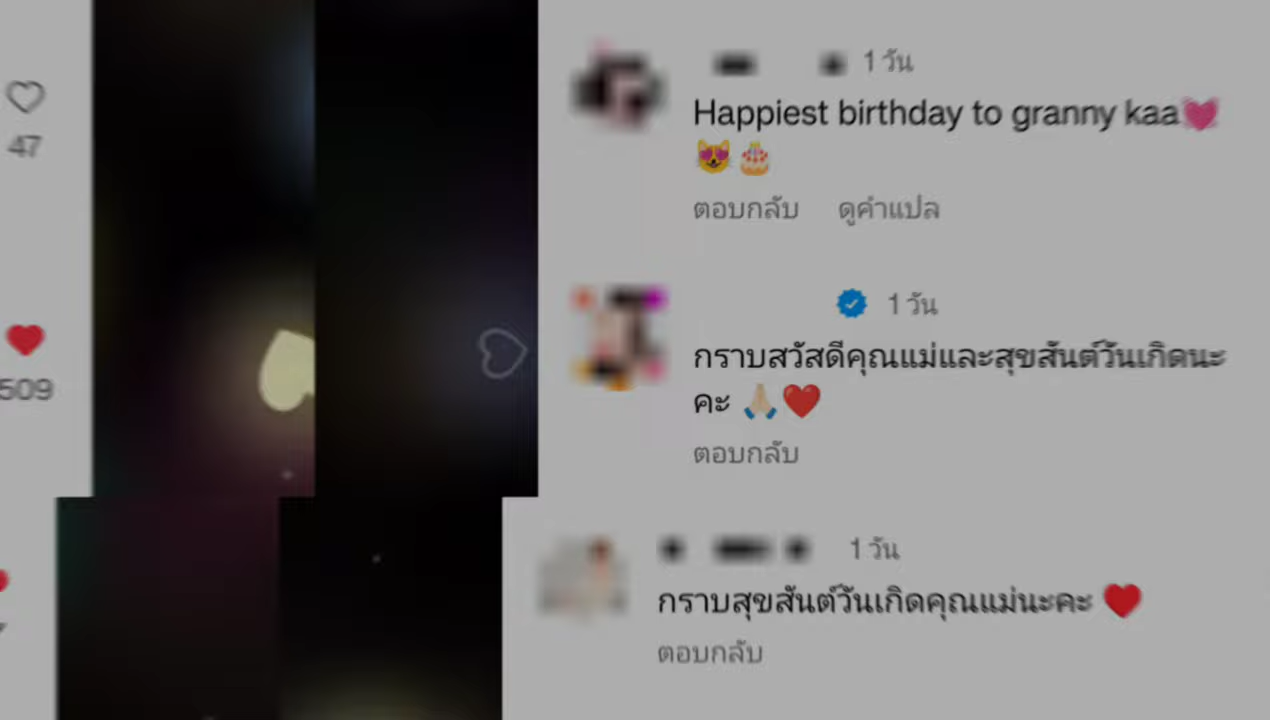 1 วัน
Happiest birthday to granny kaa💓
😻🎂
ตอบกลับ ดูคำแปล
47
1 วัน
กราบสวัสดีคุณแม่และสุขสันต์วันเกิดนะ
คะ 🙏🏼❤️
ตอบกลับ
509
1 วัน
กราบสุขสันต์วันเกิดคุณแม่นะคะ ❤️
ตอบกลับ